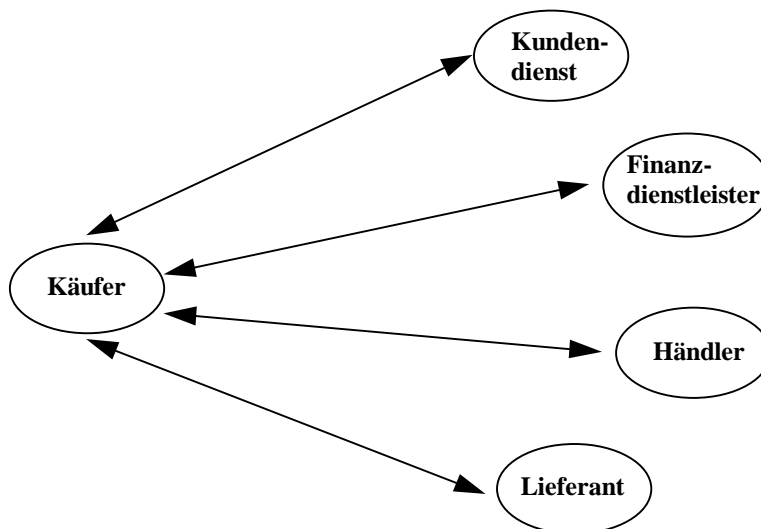 Kunden-
dienst
Finanz-
dienstleister
Käufer
Händler
Lieferant